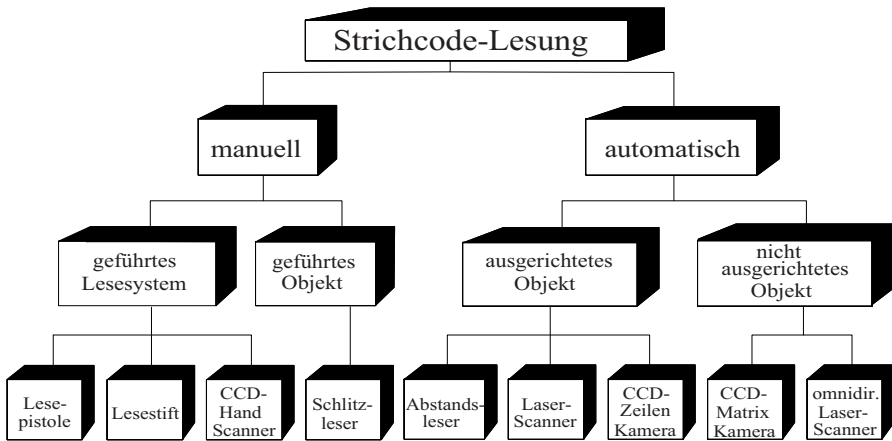 Strichcode-Lesung
manuell
automatisch
geführtes
Lesesystem
geführtes
Objekt
ausgerichtetes
Objekt
nicht
ausgerichtetes
Objekt
Lese-
pistole
Lesestift
CCD-
Hand
Scanner
Schlitz-
leser
Abstands-
leser
Laser-
Scanner
CCD-
Zeilen
Kamera
CCD-
Matrix
Kamera
omnidir.
Laser-
Scanner